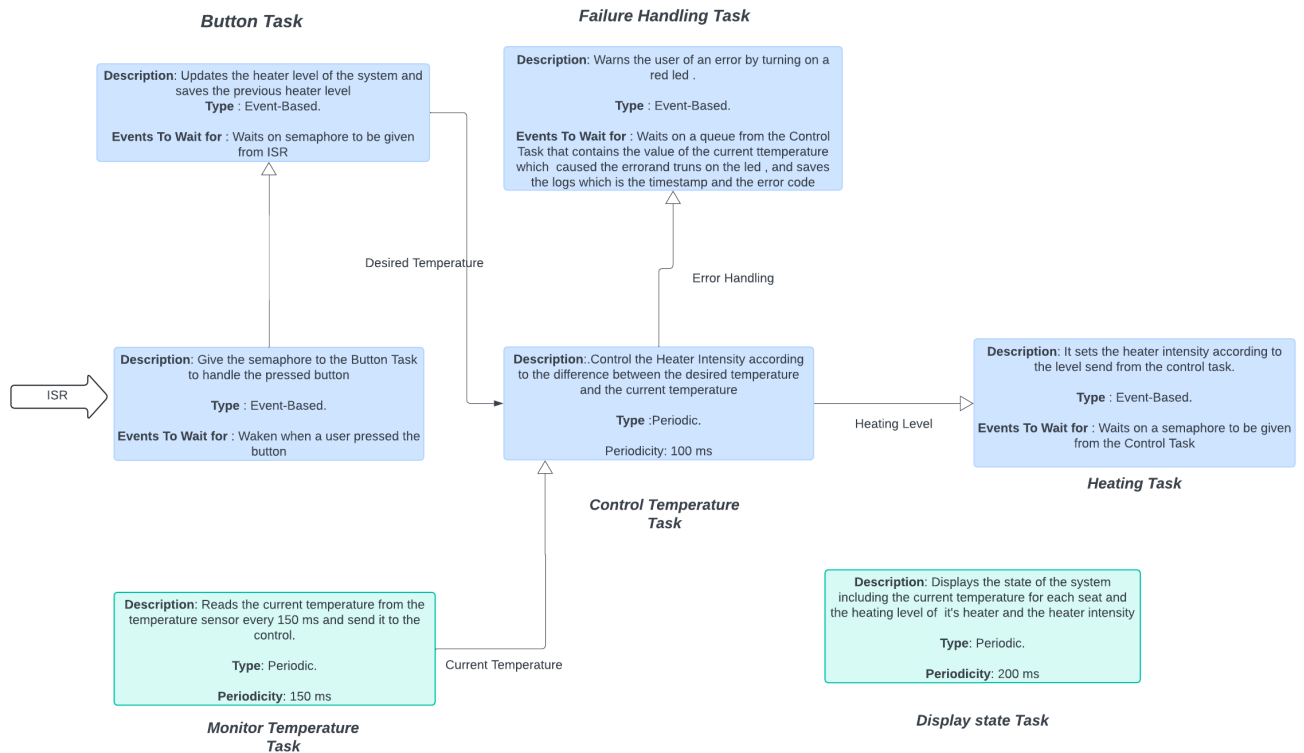 Button Task
Failure Handling Task
Description: Updates the heater level of the system and
saves the previous heater level
Type : Event-Based.
Events To Wait for : Waits on semaphore to be given
from ISR
Description: Warns the user of an error by turning on a
red led .
Type : Event-Based.
Events To Wait for : Waits on a queue from the Control
Task that contains the value of the current ttemperature
which  caused the errorand truns on the led , and saves
the logs which is the timestamp and the error code
Desired Temperature
Error Handling
ISR
Description: Give the semaphore to the Button Task
to handle the pressed button
Type : Event-Based.
Events To Wait for : Waken when a user pressed the
button
Description:.Control the Heater Intensity according
to the difference between the desired temperature
and the current temperature
Type :Periodic.
Periodicity: 100 ms
Heating Level
Description: It sets the heater intensity according to
the level send from the control task.
Type : Event-Based.
Events To Wait for : Waits on a semaphore to be given
from the Control Task
Heating Task
Control Temperature
Task
Description: Reads the current temperature from the
temperature sensor every 150 ms and send it to the
control.
Type: Periodic.
Periodicity: 150 ms
Current Temperature
Monitor Temperature
Task
Description: Displays the state of the system
including the current temperature for each seat and
the heating level of  it's heater and the heater intensity
Type: Periodic.
Periodicity: 200 ms
Display state Task